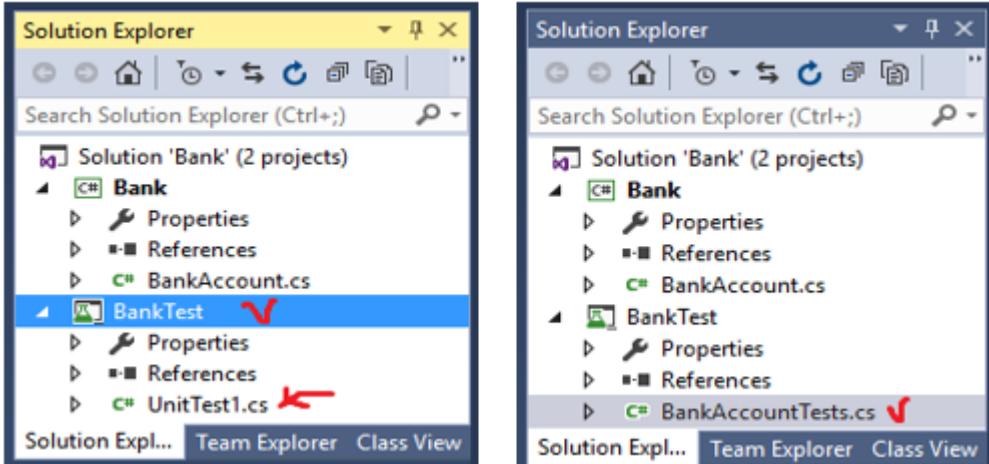 Solution Explorer
Search Solution Explorer (Ctrl+;)
Solution 'Bank' (2 projects)
C# Bank
Properties
References
C# BankAccount.cs
BankTest
Properties
References
C# UnitTest1.cs
Solution Expl... Team Explorer Class View
Solution Explorer
Search Solution Explorer (Ctrl+;)
Solution 'Bank' (2 projects)
C# Bank
Properties
References
C# BankAccount.cs
BankTest
Properties
References
C# BankAccountTests.cs
Solution Expl... Team Explorer Class View